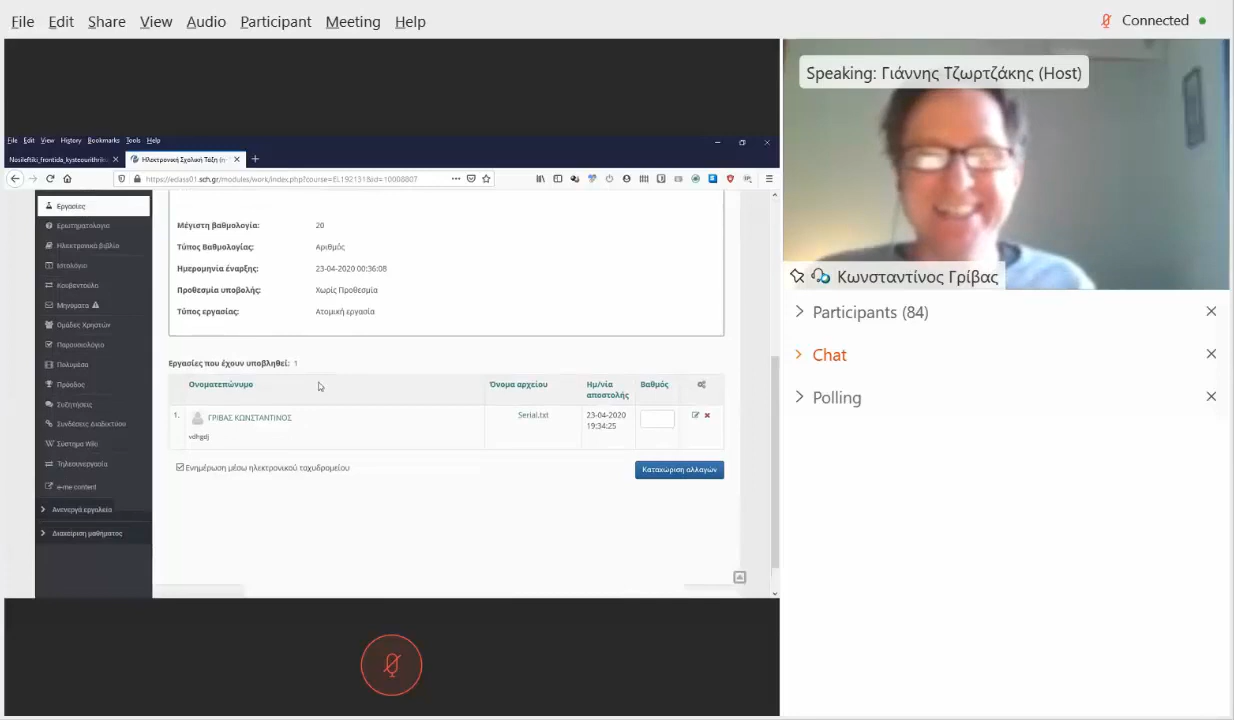 File Edit Share View Audio Participant Meeting Help
Connected
Speaking: Γιάννης Τζωρτζάκης (Host)
Κωνσταντίνος Γρίβας
Participants (84)
Chat
Polling
File Edit View History Bookmarks Tools Help
Nosileftiki_frontida_kysteourithriko
Ηλεκτρονική Σχολική Τάξη (η
https://eclass01.sch.gr/modules/work/index.php?course=EL192131&id=10008807
Εργασίες
Ερωτηματολόγια
Ηλεκτρονικό βιβλίο
Ιστολόγιο
Κουβεντούλα
Μηνύματα
Ομάδες Χρηστών
Παρουσιολόγιο
Πολυμέσα
Πρόοδος
Συζητήσεις
Συνδέσεις Διαδικτύου
Σύστημα Wiki
Τηλεσυνεργασία
e-me content
Ανενεργά εργαλεία
Διαχείριση μαθήματος
Μέγιστη βαθμολογία: 20
Τύπος Βαθμολογίας: Αριθμός
Ημερομηνία έναρξης: 23-04-2020 00:36:08
Προθεσμία υποβολής: Χωρίς Προθεσμία
Τύπος εργασίας: Ατομική εργασία
Εργασίες που έχουν υποβληθεί: 1
Ονοματεπώνυμο Όνομα αρχείου Ημ/νία αποστολής Βαθμός
1. ΓΡΙΒΑΣ ΚΩΝΣΤΑΝΤΙΝΟΣ Serial.txt 23-04-2020 19:34:25
vdhgdj
Ενημέρωση μέσω ηλεκτρονικού ταχυδρομείου
Καταχώριση αλλαγών